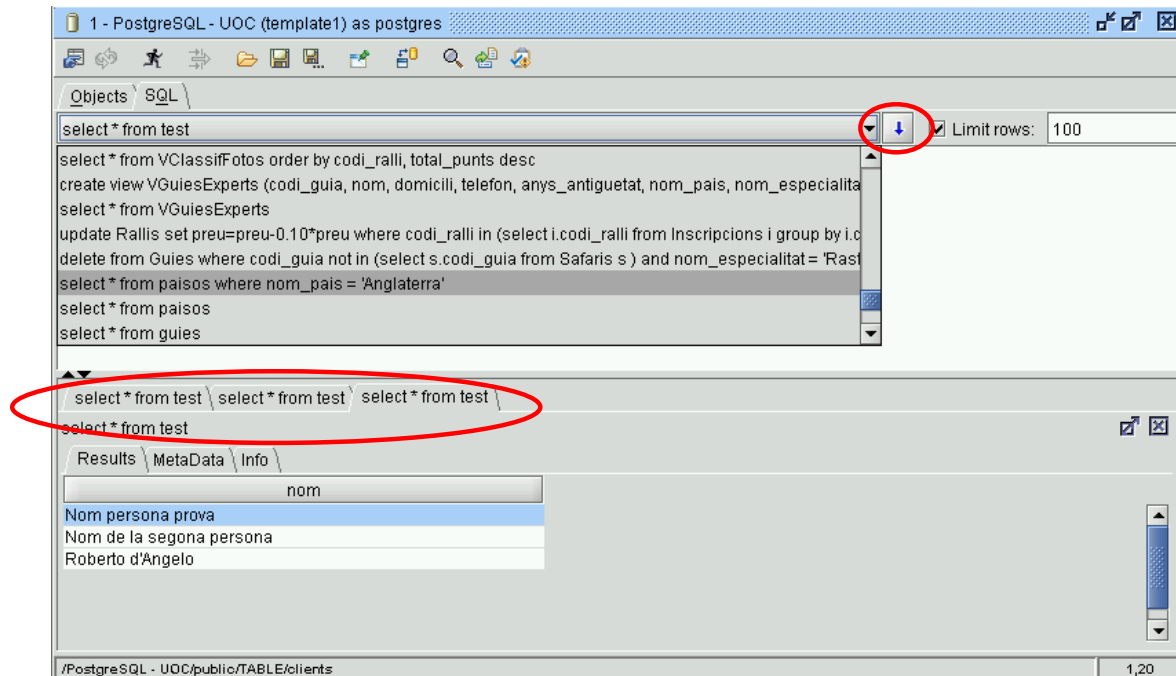 1 - PostgreSQL - UOC (template1) as postgres
Objects SQL
select * from test Limit rows: 100
select * from VClassifFotos order by codi_ralli, total_punts desc
create view VGuiesExperts (codi_guia, nom, domicili, telefon, anys_antiguetat, nom_pais, nom_especialita
select * from VGuiesExperts
update Rallis set preu=preu-0.10*preu where codi_ralli in (select i.codi_ralli from Inscripcions i group by i.c
delete from Guies where codi_guia not in (select s.codi_guia from Safaris s ) and nom_especialitat = 'Rast
select * from paisos where nom_pais = 'Anglaterra'
select * from paisos
select * from guies
select * from test select * from test select * from test
select * from test
Results MetaData Info
nom
Nom persona prova
Nom de la segona persona
Roberto d'Angelo
/PostgreSQL - UOC/public/TABLE/clients 1,20